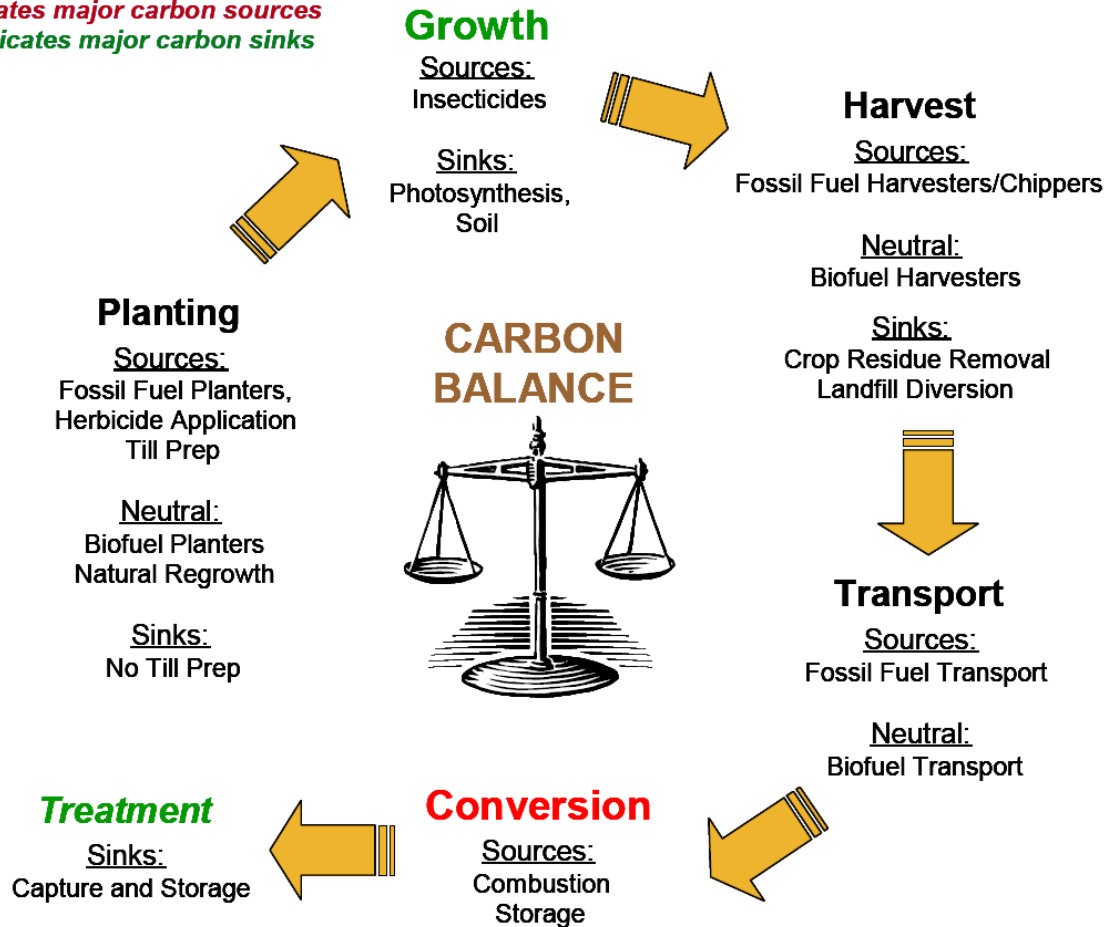 ates major carbon sources
icates major carbon sinks
Growth
Sources:
Insecticides
Sinks:
Photosynthesis,
Soil
Harvest
Sources:
Fossil Fuel Harvesters/Chippers
Neutral:
Biofuel Harvesters
Sinks:
Crop Residue Removal
Landfill Diversion
Planting
Sources:
Fossil Fuel Planters,
Herbicide Application
Till Prep
Neutral:
Biofuel Planters
Natural Regrowth
Sinks:
No Till Prep
CARBON
BALANCE
Transport
Sources:
Fossil Fuel Transport
Neutral:
Biofuel Transport
Conversion
Sources:
Combustion
Storage
Treatment
Sinks:
Capture and Storage